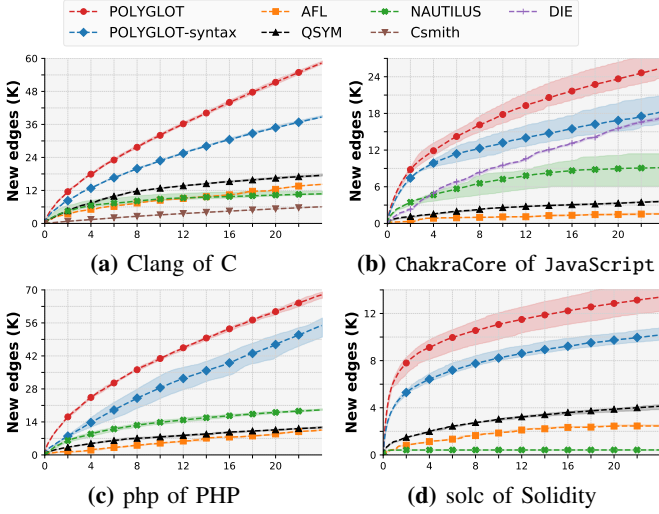 POLYGLOT AFL NAUTILUS DIE
POLYGLOT-syntax QSYM Csmith
New edges (K)
60
48
36
24
12
0
0 4 8 12 16 20
(a) Clang of C
New edges (K)
24
18
12
6
0
0 4 8 12 16 20
(b) ChakraCore of JavaScript
New edges (K)
70
56
42
28
14
0
0 4 8 12 16 20
(c) php of PHP
New edges (K)
12
8
4
0
0 4 8 12 16 20
(d) solc of Solidity